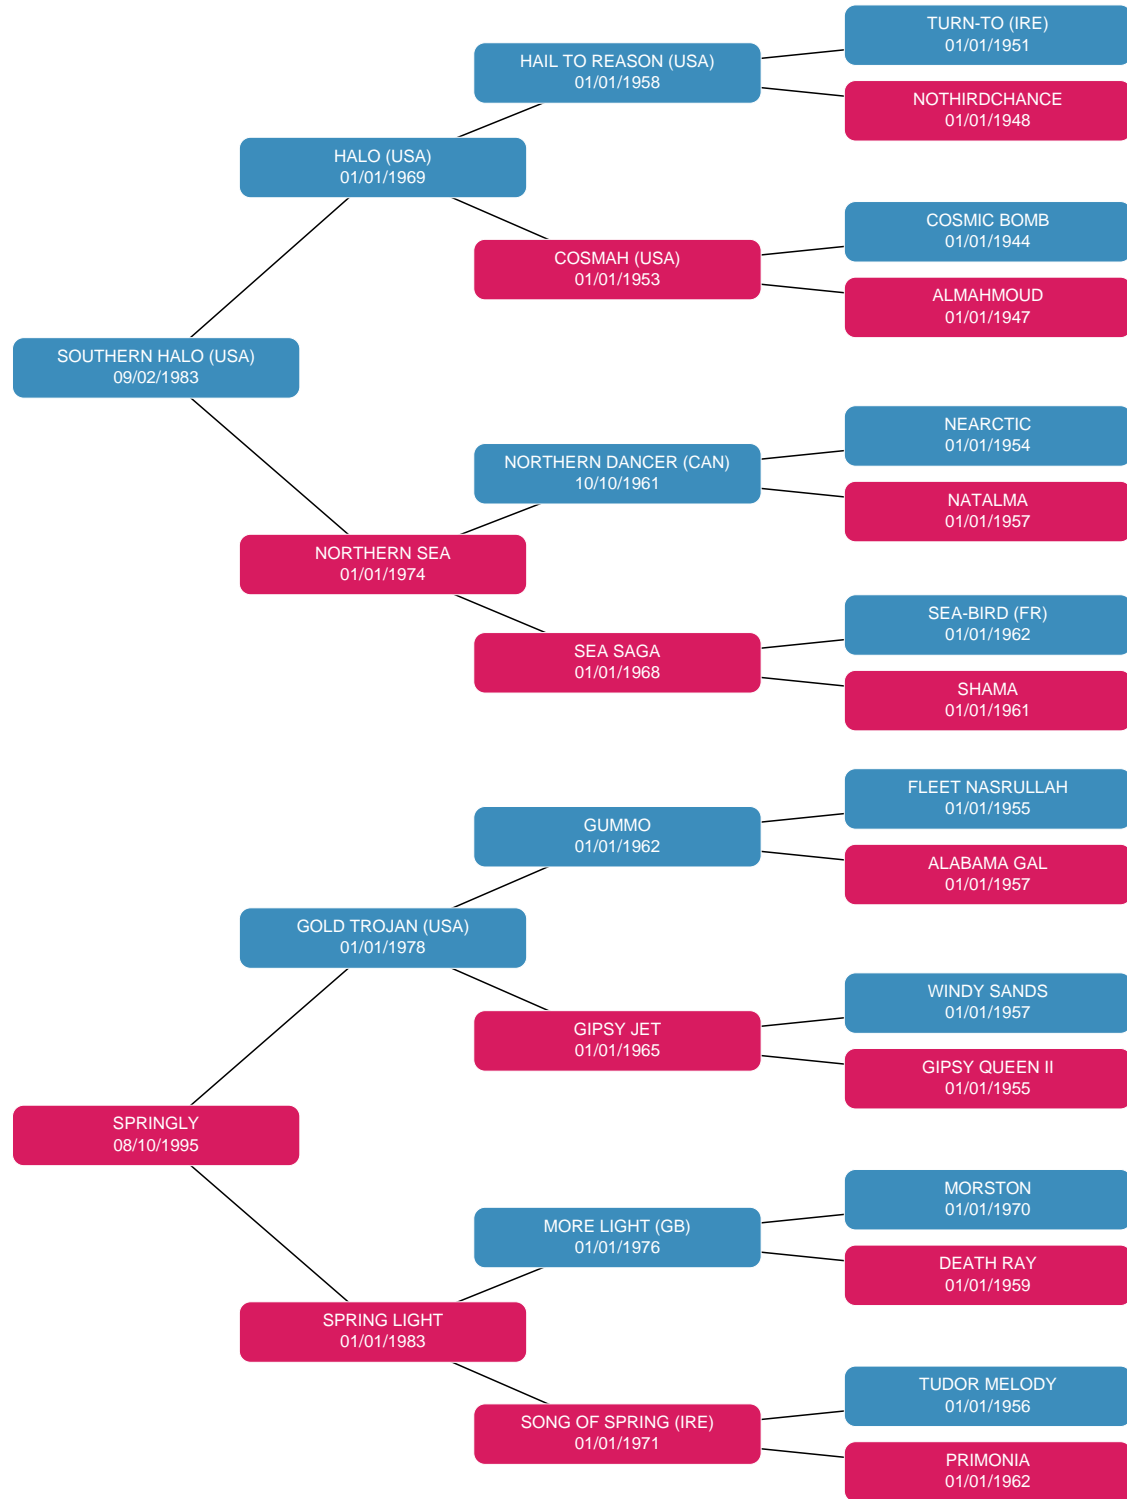 TURN-TO (IRE)
01/01/1951
HAIL TO REASON (USA)
01/01/1958
NOTHIRDCHANCE
01/01/1948
HALO (USA)
01/01/1969
COSMIC BOMB
01/01/1944
COSMAH (USA)
01/01/1953
ALMAHMOUD
01/01/1947
SOUTHERN HALO (USA)
09/02/1983
NEARCTIC
01/01/1954
NORTHERN DANCER (CAN)
10/10/1961
NATALMA
01/01/1957
NORTHERN SEA
01/01/1974
SEA-BIRD (FR)
01/01/1962
SEA SAGA
01/01/1968
SHAMA
01/01/1961
FLEET NASRULLAH
01/01/1955
GUMMO
01/01/1962
ALABAMA GAL
01/01/1957
GOLD TROJAN (USA)
01/01/1978
WINDY SANDS
01/01/1957
GIPSY JET
01/01/1965
GIPSY QUEEN II
01/01/1955
SPRINGLY
08/10/1995
MORSTON
01/01/1970
MORE LIGHT (GB)
01/01/1976
DEATH RAY
01/01/1959
SPRING LIGHT
01/01/1983
TUDOR MELODY
01/01/1956
SONG OF SPRING (IRE)
01/01/1971
PRIMONIA
01/01/1962